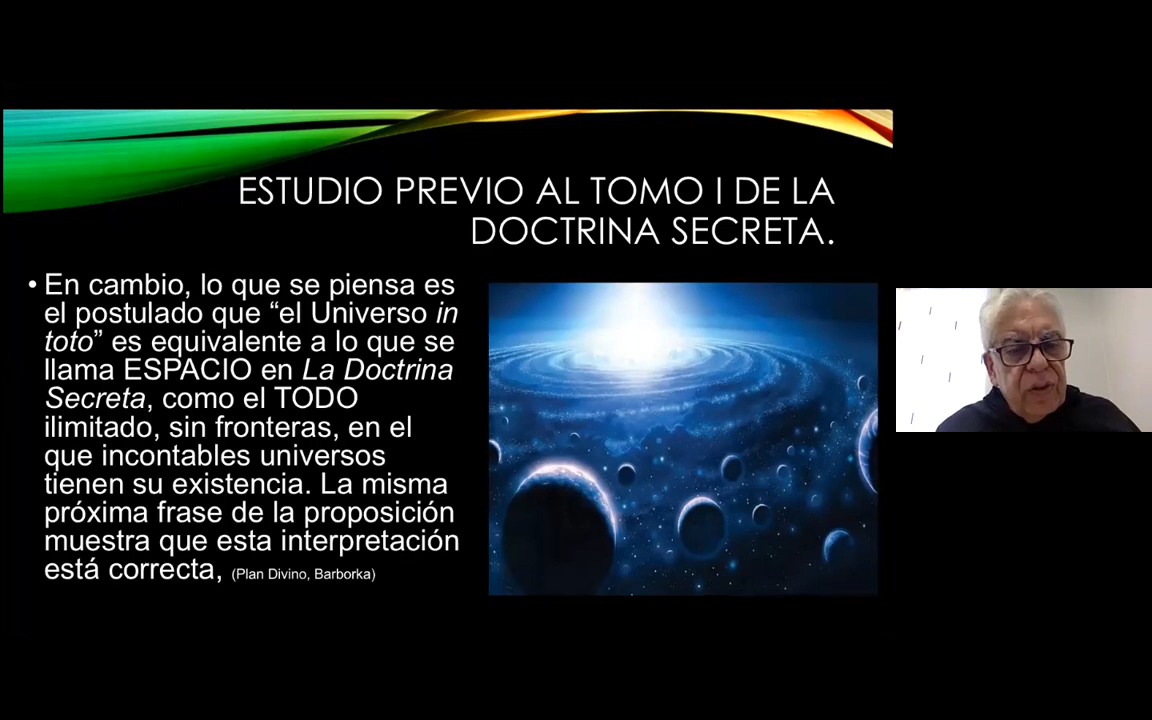 ESTUDIO PREVIO AL TOMO I DE LA
DOCTRINA SECRETA.
• En cambio, lo que se piensa es
el postulado que “el Universo in
toto” es equivalente a lo que se
llama ESPACIO en La Doctrina
Secreta, como el TODO
ilimitado, sin fronteras, en el
que incontables universos
tienen su existencia. La misma
próxima frase de la proposición
muestra que esta interpretación
está correcta, (Plan Divino, Barborka)